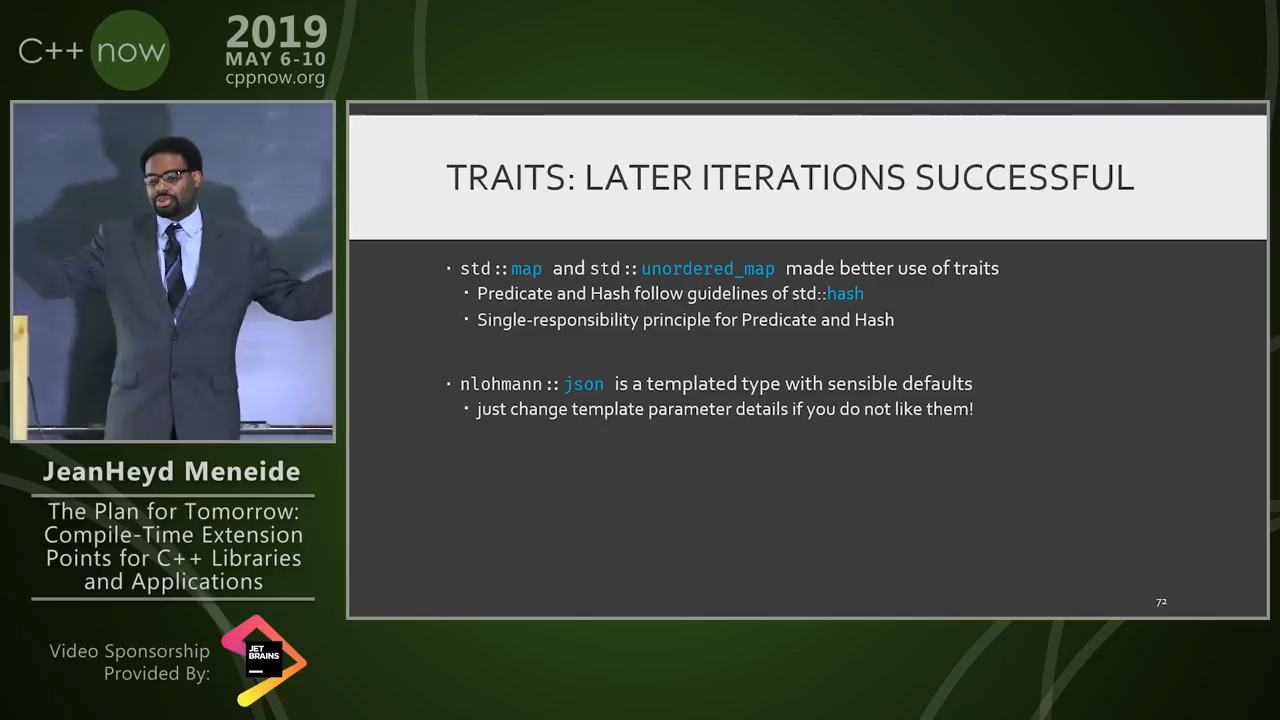 C++ now
2019
MAY 6-10
cppnow.org
TRAITS: LATER ITERATIONS SUCCESSFUL
· std::map and std::unordered_map made better use of traits
· Predicate and Hash follow guidelines of std::hash
· Single-responsibility principle for Predicate and Hash
· nlohmann::json is a templated type with sensible defaults
· just change template parameter details if you do not like them!
72
JeanHeyd Meneide
The Plan for Tomorrow:
Compile-Time Extension
Points for C++ Libraries
and Applications
Video Sponsorship
Provided By:
JET
BRAINS